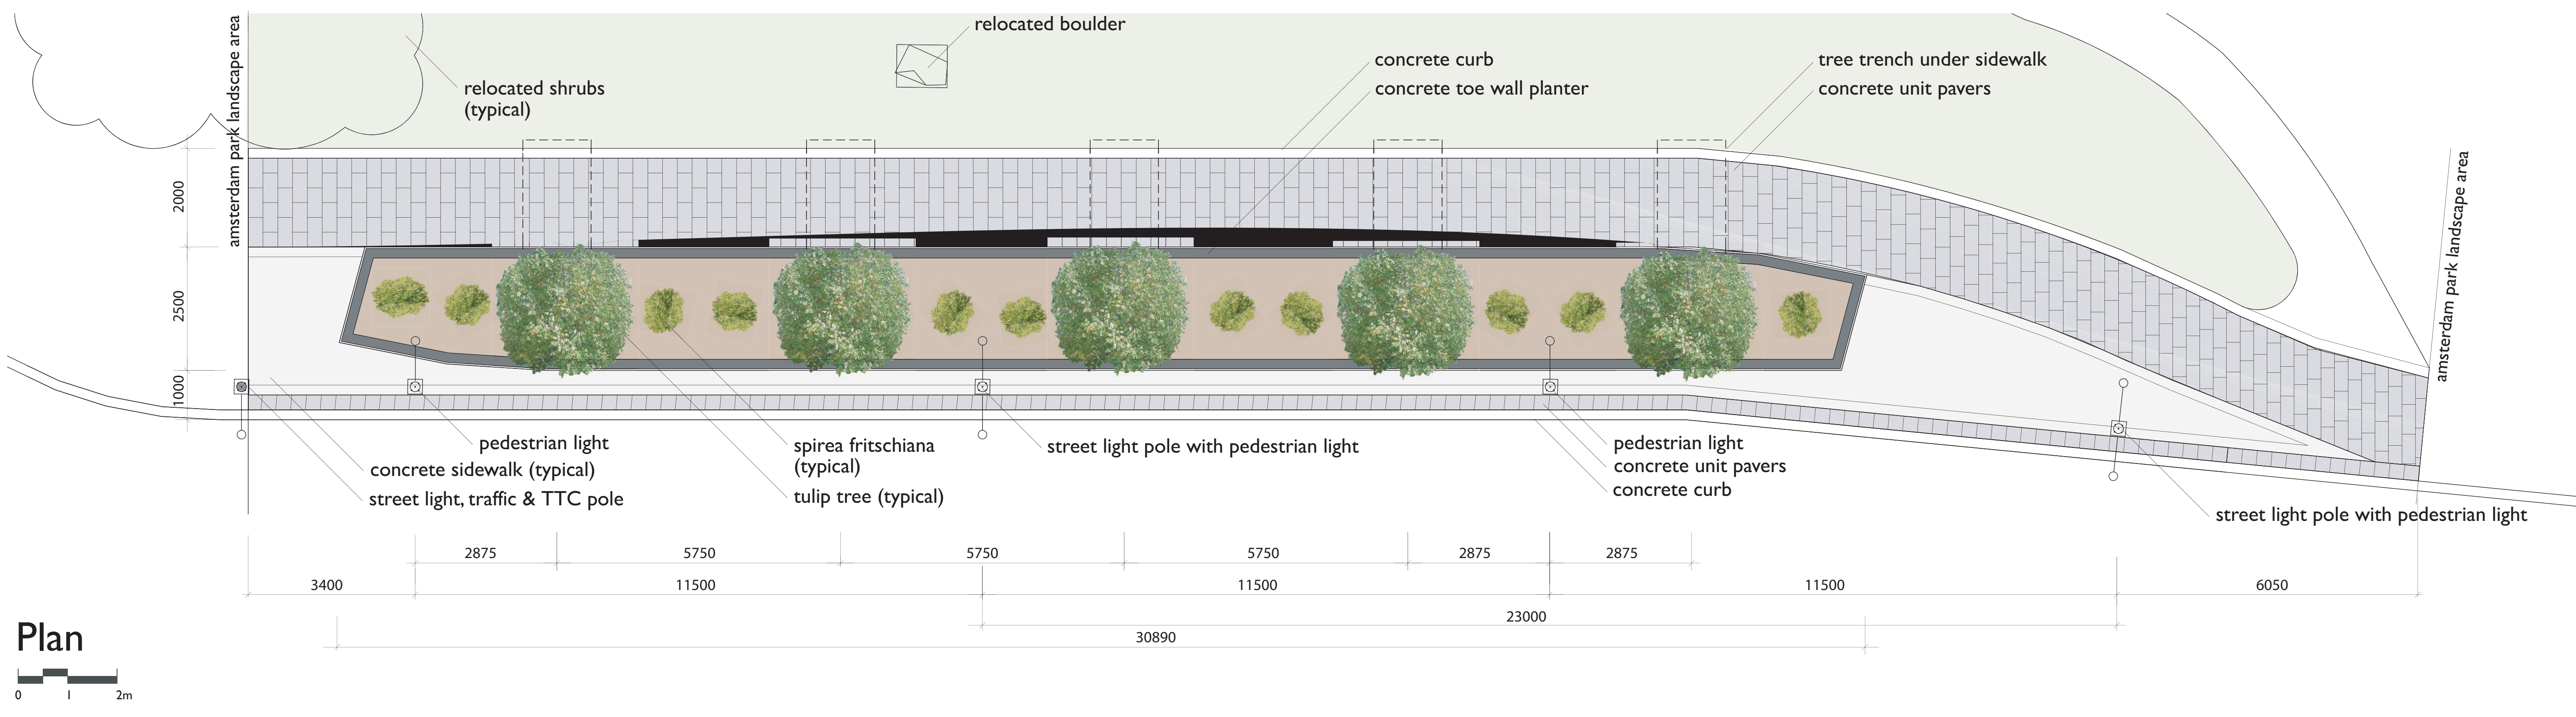 amsterdam park landscape area
relocated boulder
relocated shrubs
(typical)
concrete curb
concrete toe wall planter
tree trench under sidewalk
concrete unit pavers
amsterdam park landscape area
2000
2500
1000
pedestrian light
concrete sidewalk (typical)
street light, traffic & TTC pole
spirea fritschiana
(typical)
tulip tree (typical)
street light pole with pedestrian light
pedestrian light
concrete unit pavers
concrete curb
street light pole with pedestrian light
2875 5750 5750 5750 2875 2875
3400 11500 11500 11500 6050
23000
30890
Plan
0 1 2m